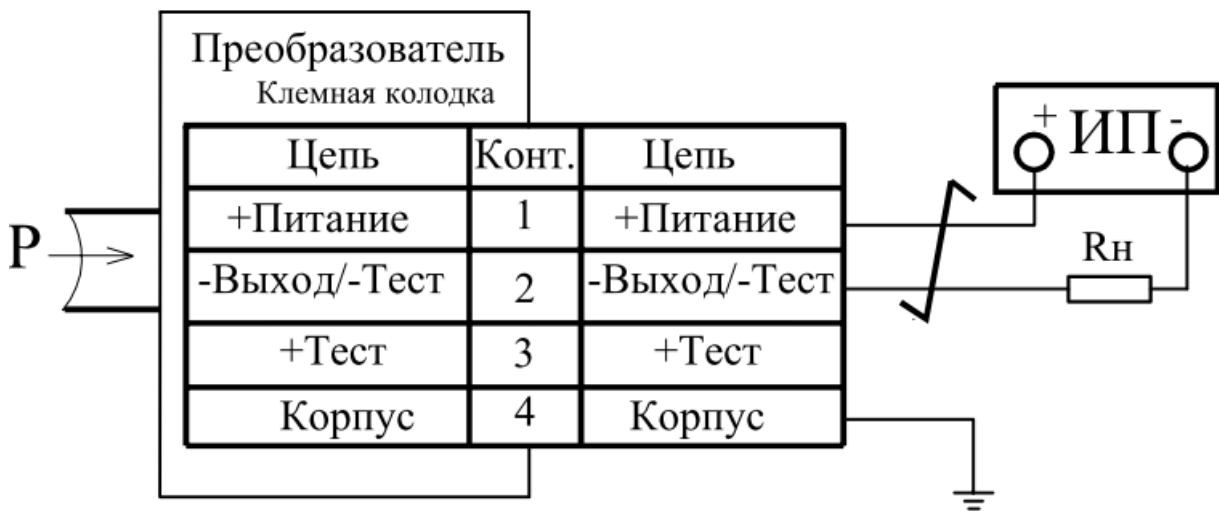 Преобразователь
Клемная колодка
Цепь Конт. Цепь
+Питание 1 +Питание
-Выход/-Тест 2 -Выход/-Тест
+Тест 3 +Тест
Корпус 4 Корпус
P
+ ИП -
Rн